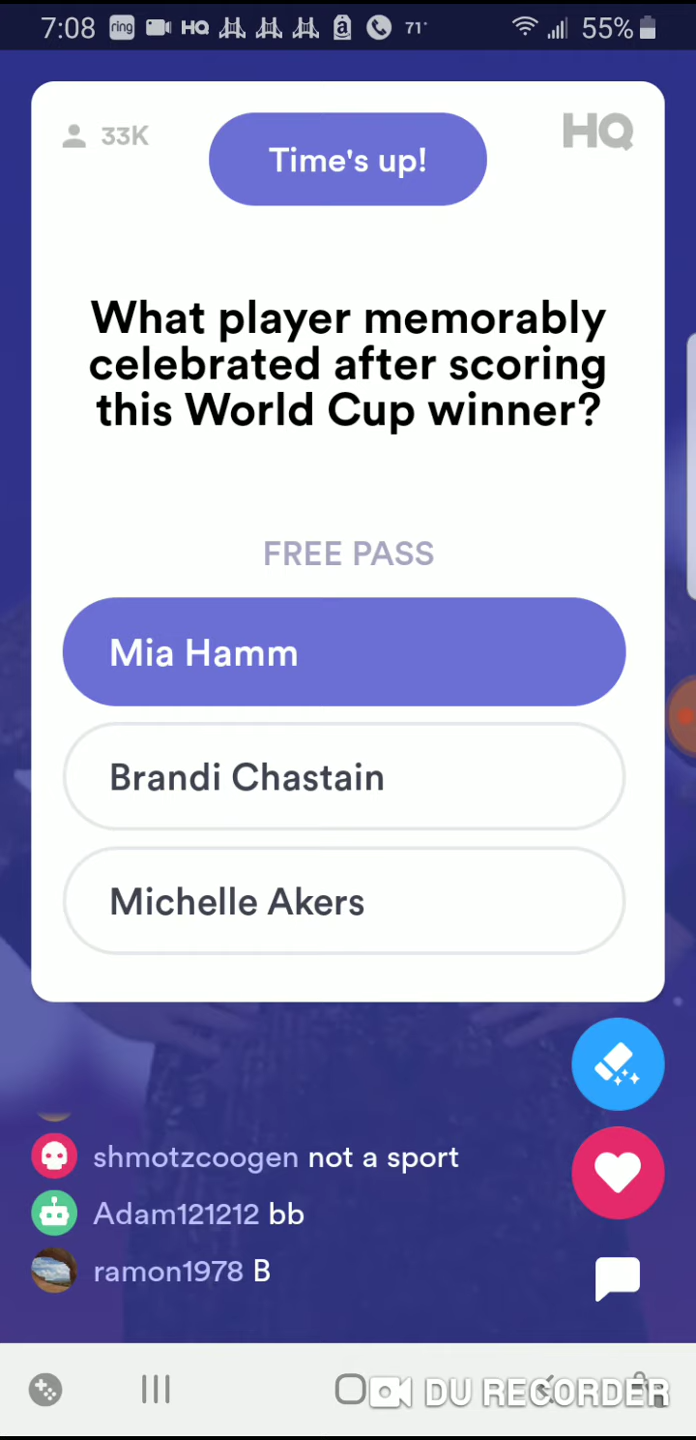 7:08 ring HQ a 71° 55%
33K Time's up! HQ
What player memorably
celebrated after scoring
this World Cup winner?
FREE PASS
Mia Hamm
Brandi Chastain
Michelle Akers
shmotzcoogen not a sport
Adam121212 bb
ramon1978 B
DU RECORDER